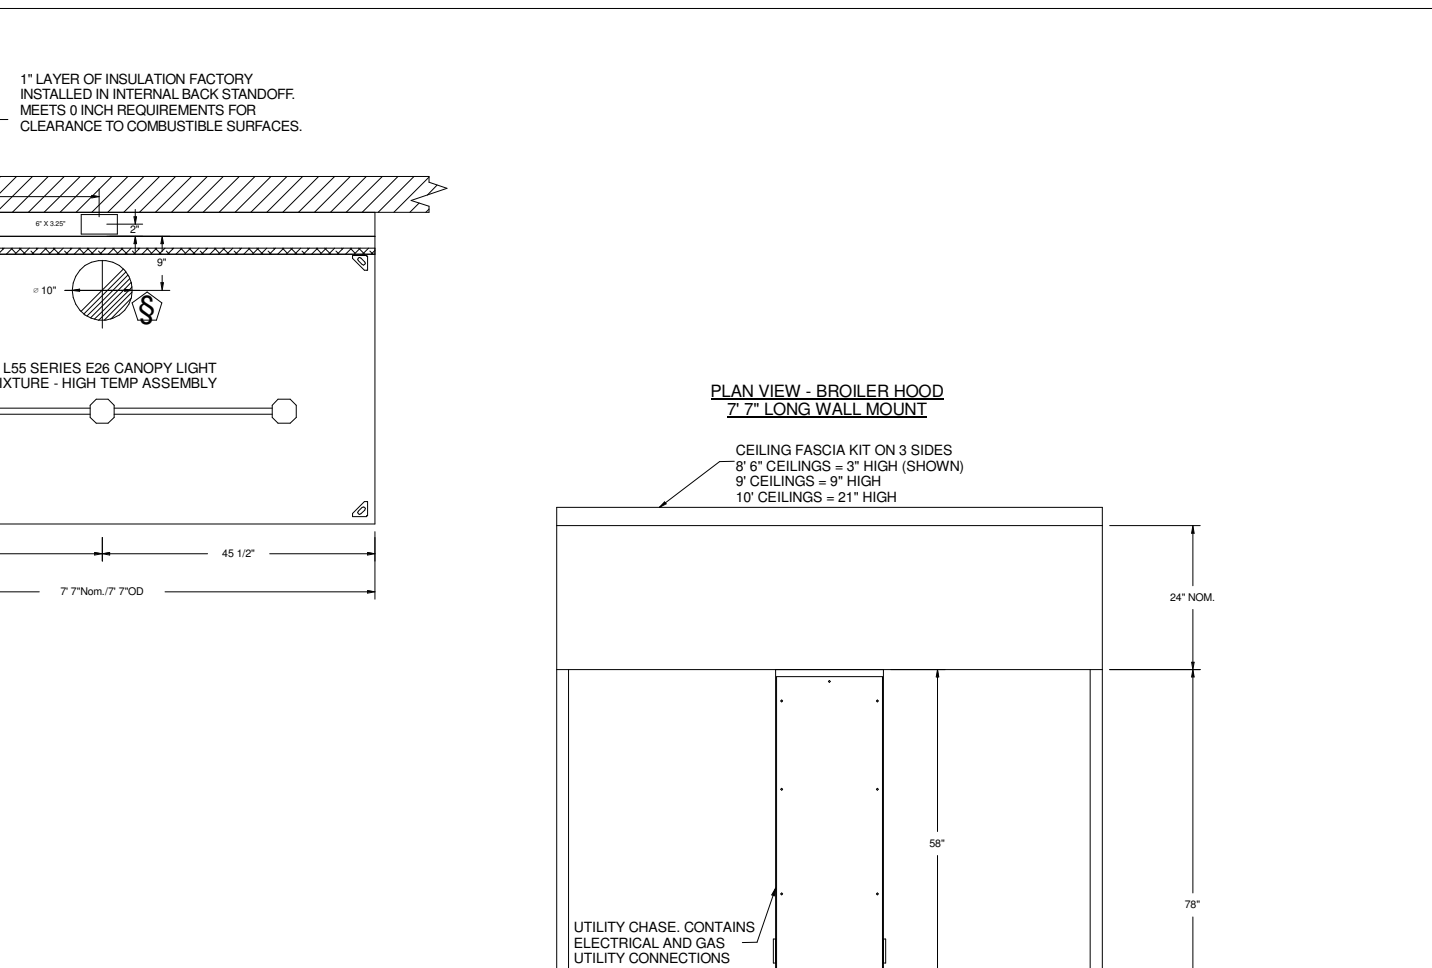 1" LAYER OF INSULATION FACTORY
INSTALLED IN INTERNAL BACK STANDOFF.
MEETS 0 INCH REQUIREMENTS FOR
CLEARANCE TO COMBUSTIBLE SURFACES.
6" X 3.25"
2"
9"
⌀ 10"
§
L55 SERIES E26 CANOPY LIGHT
IXTURE - HIGH TEMP ASSEMBLY
45 1/2"
7' 7"Nom./7' 7"OD
PLAN VIEW - BROILER HOOD
7' 7" LONG WALL MOUNT
CEILING FASCIA KIT ON 3 SIDES
8' 6" CEILINGS = 3" HIGH (SHOWN)
9' CEILINGS = 9" HIGH
10' CEILINGS = 21" HIGH
24" NOM.
58"
78"
UTILITY CHASE. CONTAINS
ELECTRICAL AND GAS
UTILITY CONNECTIONS